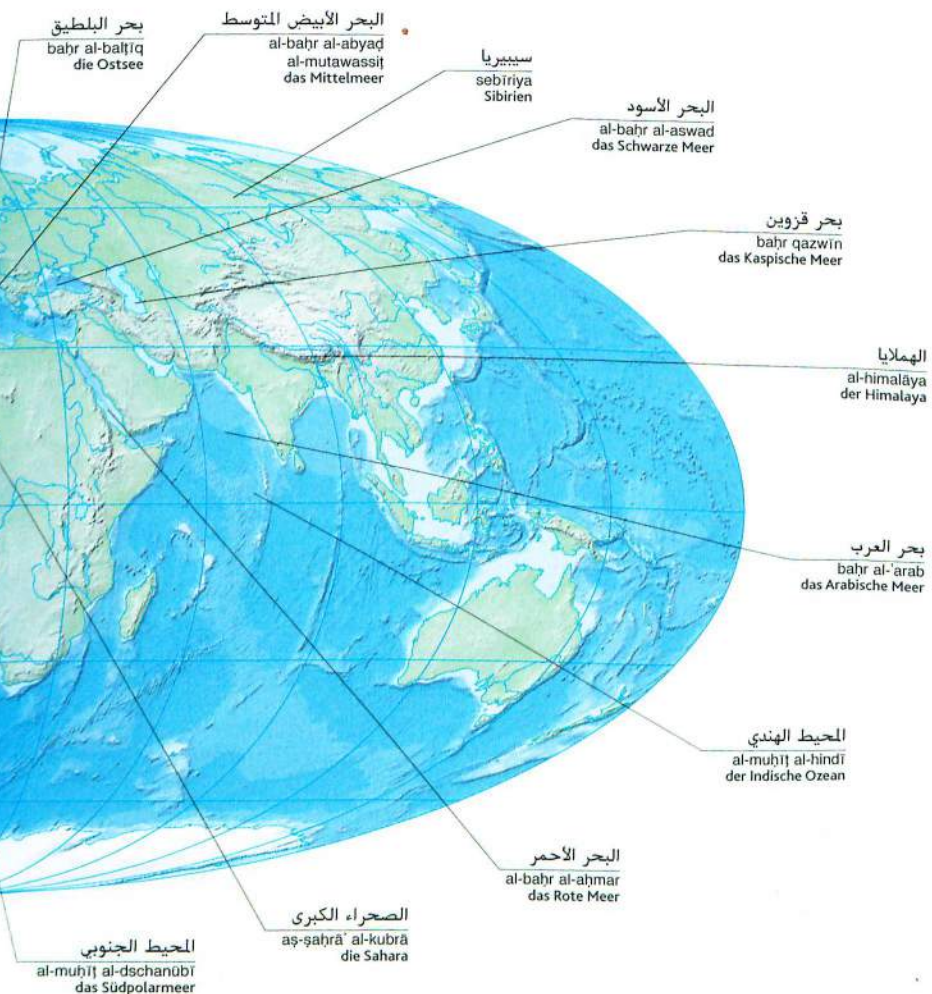 بحر البلطيق
baḥr al-balṭīq
die Ostsee
البحر الأبيض المتوسط
al-baḥr al-abyaḍ
al-mutawassiṭ
das Mittelmeer
سيبيريا
sebīriya
Sibirien
البحر الأسود
al-baḥr al-aswad
das Schwarze Meer
بحر قزوين
baḥr qazwīn
das Kaspische Meer
الهملايا
al-himalāya
der Himalaya
بحر العرب
baḥr al-ʿarab
das Arabische Meer
المحيط الهندي
al-muḥīṭ al-hindī
der Indische Ozean
البحر الأحمر
al-baḥr al-aḥmar
das Rote Meer
الصحراء الكبرى
aṣ-ṣaḥrāʾ al-kubrā
die Sahara
المحيط الجنوبي
al-muḥīṭ al-dschanūbī
das Südpolarmeer